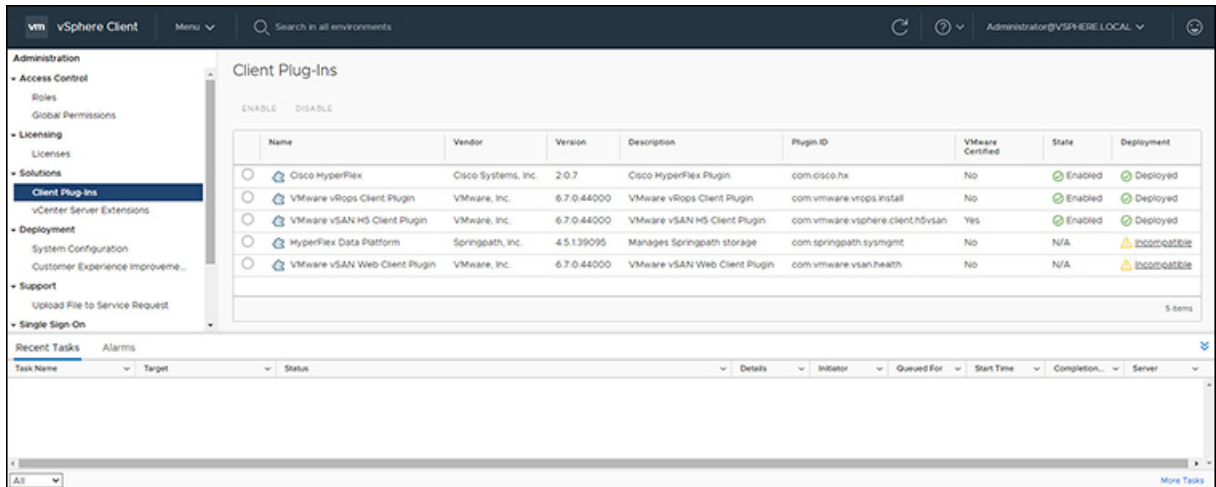 vm vSphere Client Menu Search in all environments Administrator@VSPHERE.LOCAL
Administration
Access Control
Roles
Global Permissions
Licensing
Licenses
Solutions
Client Plug-Ins
vCenter Server Extensions
Deployment
System Configuration
Customer Experience Improveme...
Support
Upload File to Service Request
Single Sign On
Client Plug-Ins
ENABLE DISABLE
Name Vendor Version Description Plugin ID VMware Certified State Deployment
Cisco HyperFlex Cisco Systems, Inc. 2.0.7 Cisco HyperFlex Plugin com.cisco.hx No Enabled Deployed
VMware vRops Client Plugin VMware, Inc. 6.7.0.44000 VMware vRops Client Plugin com.vmware.vrops.install No Enabled Deployed
VMware vSAN H5 Client Plugin VMware, Inc. 6.7.0.44000 VMware vSAN H5 Client Plugin com.vmware.vsphere.client.h5vsan Yes Enabled Deployed
HyperFlex Data Platform Springpath, Inc. 4.5.1.39095 Manages Springpath storage com.springpath.sysmgmt No N/A Incompatible
VMware vSAN Web Client Plugin VMware, Inc. 6.7.0.44000 VMware vSAN Web Client Plugin com.vmware.vsan.health No N/A Incompatible
5 items
Recent Tasks Alarms
Task Name Target Status Details Initiator Queued For Start Time Completion... Server
All More Tasks